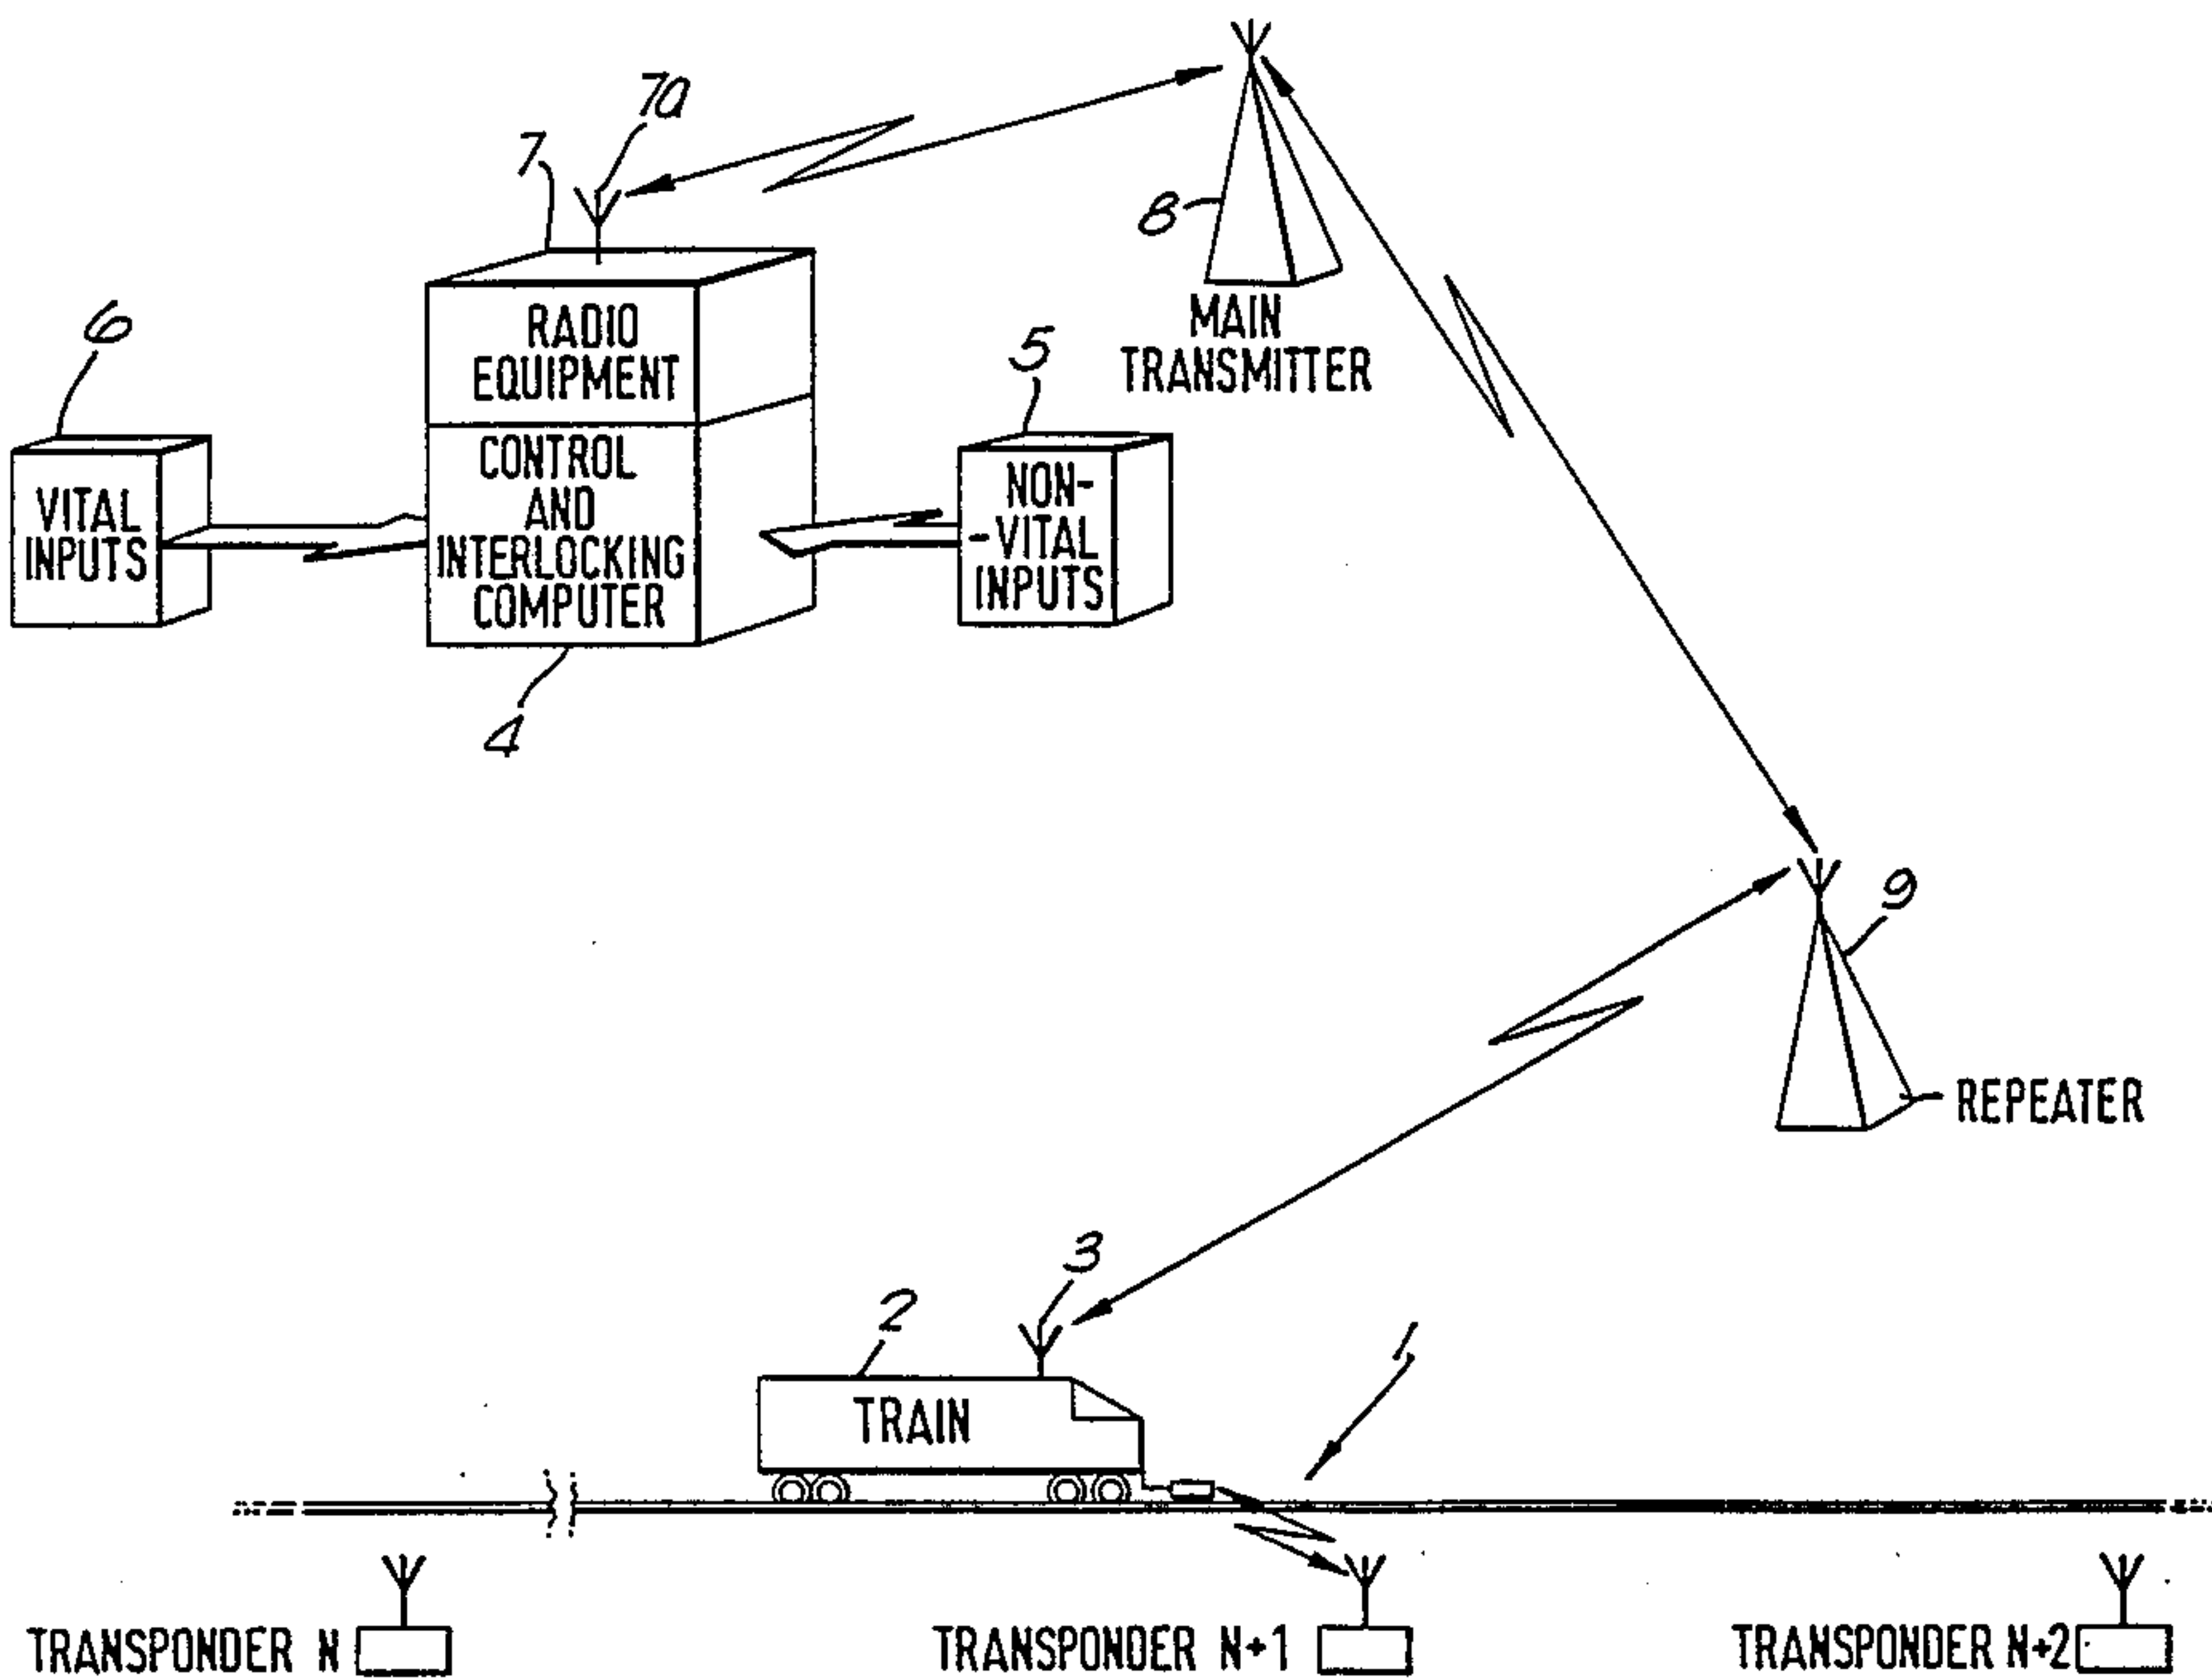 7a
7
8
RADIO
EQUIPMENT
MAIN
TRANSMITTER
6
5
VITAL
INPUTS
CONTROL
AND
INTERLOCKING
COMPUTER
NON-
-VITAL
INPUTS
4
9
REPEATER
3
2
1
TRAIN
TRANSPONDER N
TRANSPONDER N+1
TRANSPONDER N+2